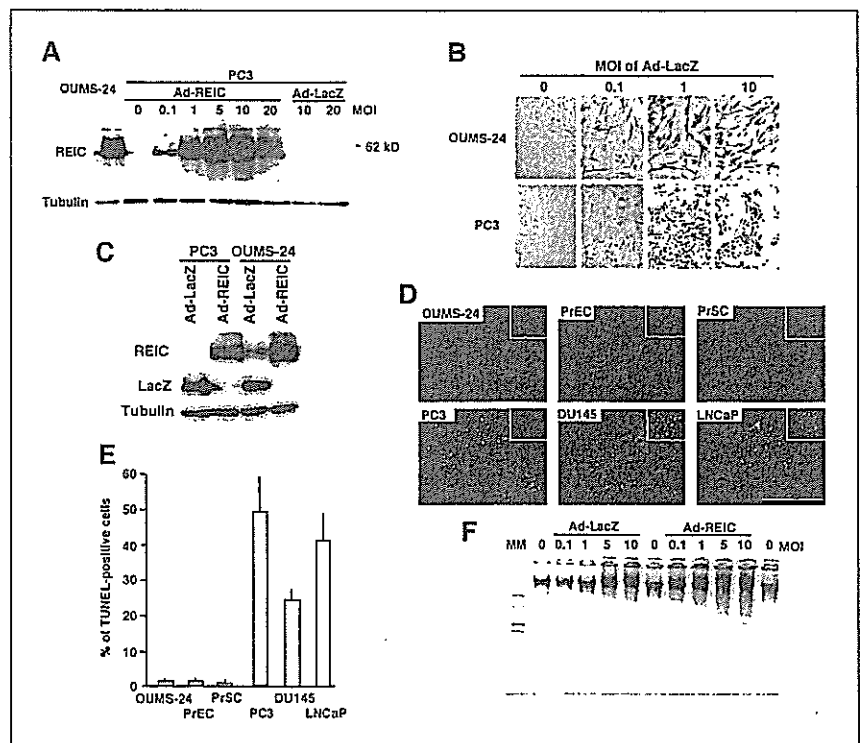 A
PC3
OUMS-24
Ad-REIC
Ad-LacZ
0 0.1 1 5 10 20 10 20 MOI
REIC
- 62 kD
Tubulin
B
MOI of Ad-LacZ
0 0.1 1 10
OUMS-24
PC3
C
PC3 OUMS-24
Ad-LacZ
Ad-REIC
Ad-LacZ
Ad-REIC
REIC
LacZ
Tubulin
D
OUMS-24
PrEC
PrSC
PC3
DU145
LNCaP
E
% of TUNEL-positive cells
60
50
40
30
20
10
0
OUMS-24 PrSC DU145
PrEC PC3 LNCaP
F
Ad-LacZ Ad-REIC
MM 0 0.1 1 5 10 0 0.1 1 5 10 0 MOI